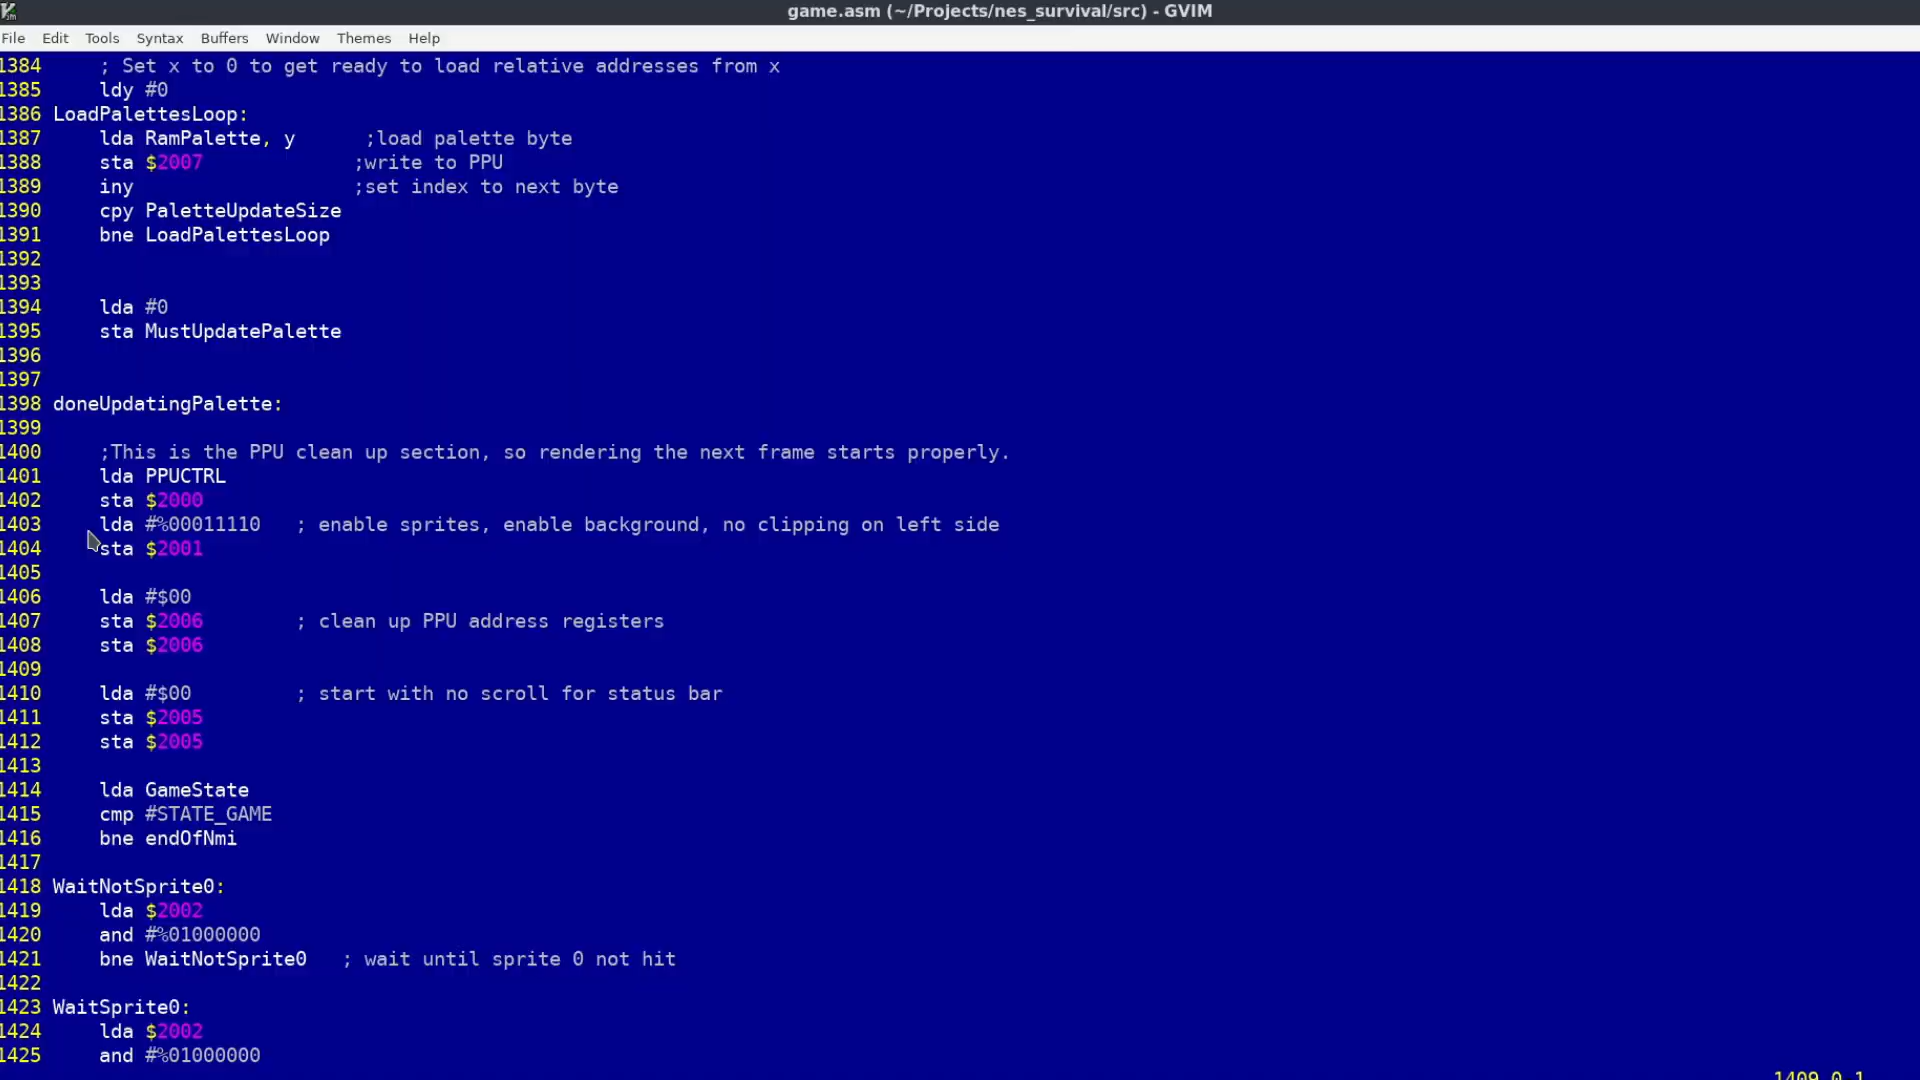 game.asm (~/Projects/nes_survival/src) - GVIM
File Edit Tools Syntax Buffers Window Themes Help
1384     ; Set x to 0 to get ready to load relative addresses from x
1385     ldy #0
1386 LoadPalettesLoop:
1387     lda RamPalette, y      ;load palette byte
1388     sta $2007             ;write to PPU
1389     iny                   ;set index to next byte
1390     cpy PaletteUpdateSize
1391     bne LoadPalettesLoop
1392
1393
1394     lda #0
1395     sta MustUpdatePalette
1396
1397
1398 doneUpdatingPalette:
1399
1400     ;This is the PPU clean up section, so rendering the next frame starts properly.
1401     lda PPUCTRL
1402     sta $2000
1403     lda #%00011110   ; enable sprites, enable background, no clipping on left side
1404     sta $2001
1405
1406     lda #$00
1407     sta $2006        ; clean up PPU address registers
1408     sta $2006
1409
1410     lda #$00         ; start with no scroll for status bar
1411     sta $2005
1412     sta $2005
1413
1414     lda GameState
1415     cmp #STATE_GAME
1416     bne endOfNmi
1417
1418 WaitNotSprite0:
1419     lda $2002
1420     and #%01000000
1421     bne WaitNotSprite0   ; wait until sprite 0 not hit
1422
1423 WaitSprite0:
1424     lda $2002
1425     and #%01000000